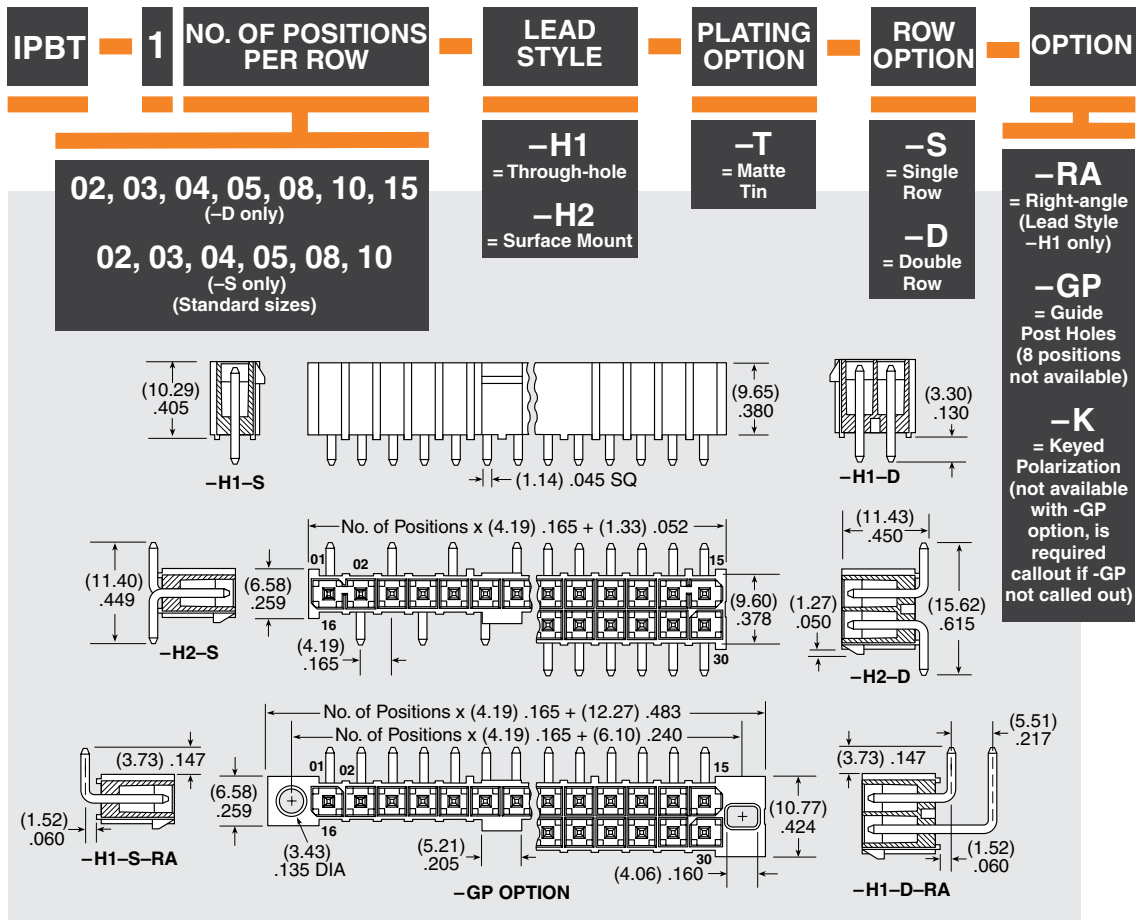 IPBT
1
NO. OF POSITIONS
PER ROW
LEAD
STYLE
PLATING
OPTION
ROW
OPTION
OPTION
02, 03, 04, 05, 08, 10, 15
(–D only)
02, 03, 04, 05, 08, 10
(–S only)
(Standard sizes)
–H1
= Through-hole
–H2
= Surface Mount
–T
= Matte
Tin
–S
= Single
Row
–D
= Double
Row
–RA
= Right-angle
(Lead Style
–H1 only)
–GP
= Guide
Post Holes
(8 positions
not available)
–K
= Keyed
Polarization
(not available
with -GP
option, is
required
callout if -GP
not called out)
(10.29)
.405
–H1–S
(9.65)
.380
(1.14) .045 SQ
(3.30)
.130
–H1–D
No. of Positions x (4.19) .165 + (1.33) .052
(11.40)
.449
–H2–S
(6.58)
.259
01
02
15
16
30
(4.19)
.165
(9.60)
.378
(11.43)
.450
(1.27)
.050
(15.62)
.615
–H2–D
No. of Positions x (4.19) .165 + (12.27) .483
No. of Positions x (4.19) .165 + (6.10) .240
(3.73) .147
(1.52)
.060
–H1–S–RA
(6.58)
.259
01
02
15
16
30
(3.43)
.135 DIA
(5.21)
.205
(4.06) .160
(10.77)
.424
–GP OPTION
(3.73) .147
(5.51)
.217
(1.52)
.060
–H1–D–RA